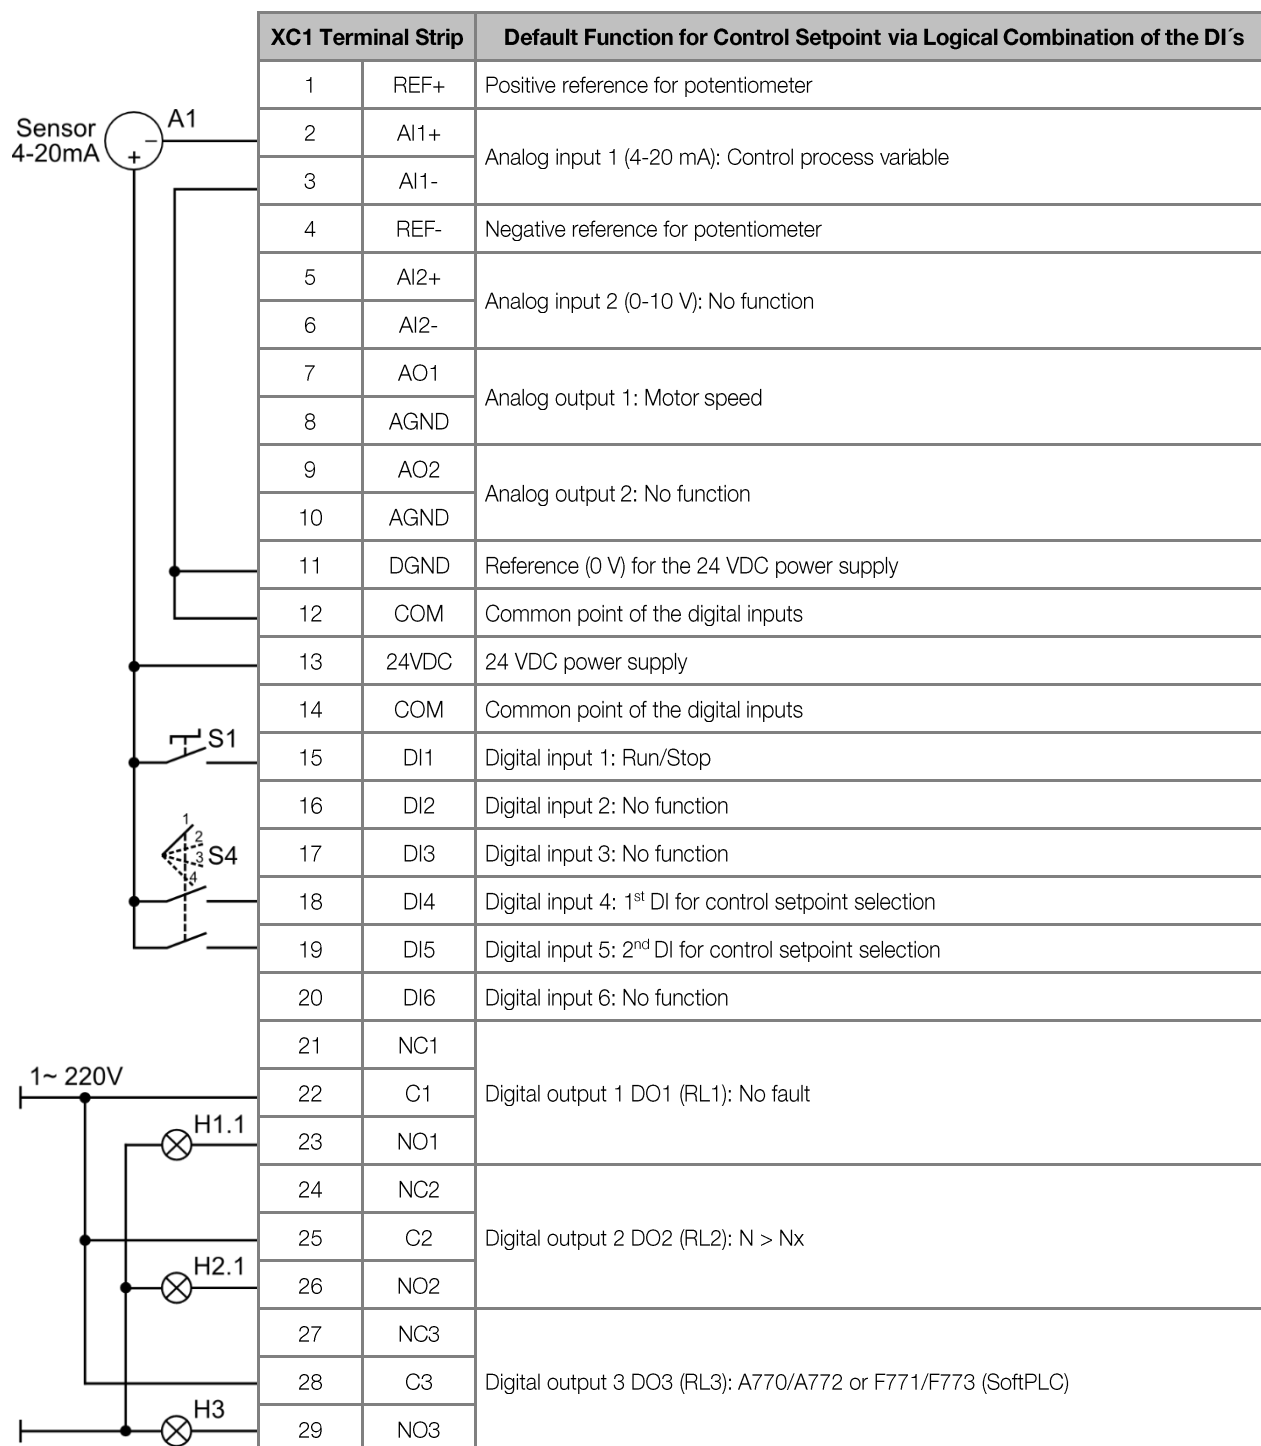 XC1 Terminal Strip Default Function for Control Setpoint via Logical Combination of the DI´s
1 REF+ Positive reference for potentiometer
Sensor 4-20mA
+
−
A1
2 AI1+ Analog input 1 (4-20 mA): Control process variable
3 AI1-
4 REF- Negative reference for potentiometer
5 AI2+ Analog input 2 (0-10 V): No function
6 AI2-
7 AO1 Analog output 1: Motor speed
8 AGND
9 AO2 Analog output 2: No function
10 AGND
11 DGND Reference (0 V) for the 24 VDC power supply
12 COM Common point of the digital inputs
13 24VDC 24 VDC power supply
14 COM Common point of the digital inputs
S1
15 DI1 Digital input 1: Run/Stop
16 DI2 Digital input 2: No function
1
2
3
4
S4
17 DI3 Digital input 3: No function
18 DI4 Digital input 4: 1st DI for control setpoint selection
19 DI5 Digital input 5: 2nd DI for control setpoint selection
20 DI6 Digital input 6: No function
21 NC1
1~ 220V
22 C1 Digital output 1 DO1 (RL1): No fault
H1.1
23 NO1
24 NC2
25 C2 Digital output 2 DO2 (RL2): N > Nx
H2.1
26 NO2
27 NC3
28 C3 Digital output 3 DO3 (RL3): A770/A772 or F771/F773 (SoftPLC)
H3
29 NO3